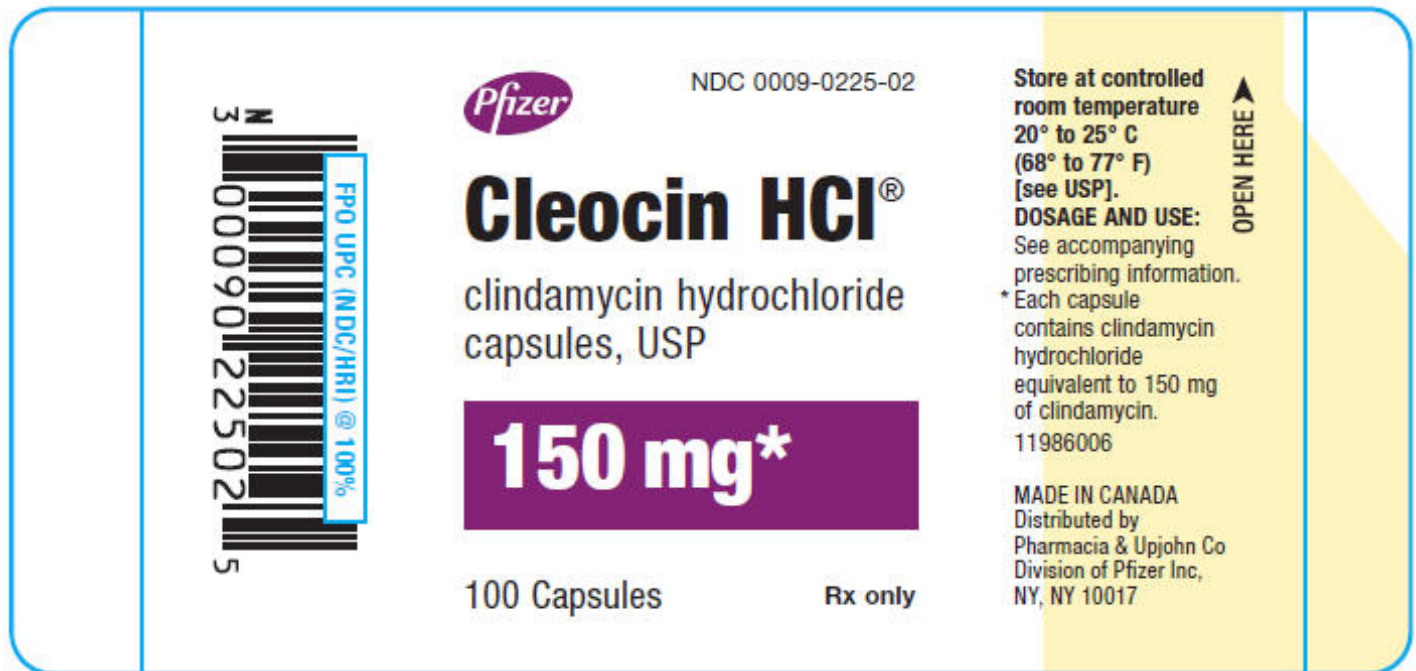 N
3
00090 22502
5
FPO UPC (NDC/HRI) @ 100%
Pfizer
NDC 0009-0225-02
Cleocin HCl®
clindamycin hydrochloride
capsules, USP
150 mg*
100 Capsules
Rx only
Store at controlled
room temperature
20° to 25° C
(68° to 77° F)
[see USP].
DOSAGE AND USE:
See accompanying
prescribing information.
* Each capsule
contains clindamycin
hydrochloride
equivalent to 150 mg
of clindamycin.
11986006
MADE IN CANADA
Distributed by
Pharmacia & Upjohn Co
Division of Pfizer Inc,
NY, NY 10017
OPEN HERE ➤